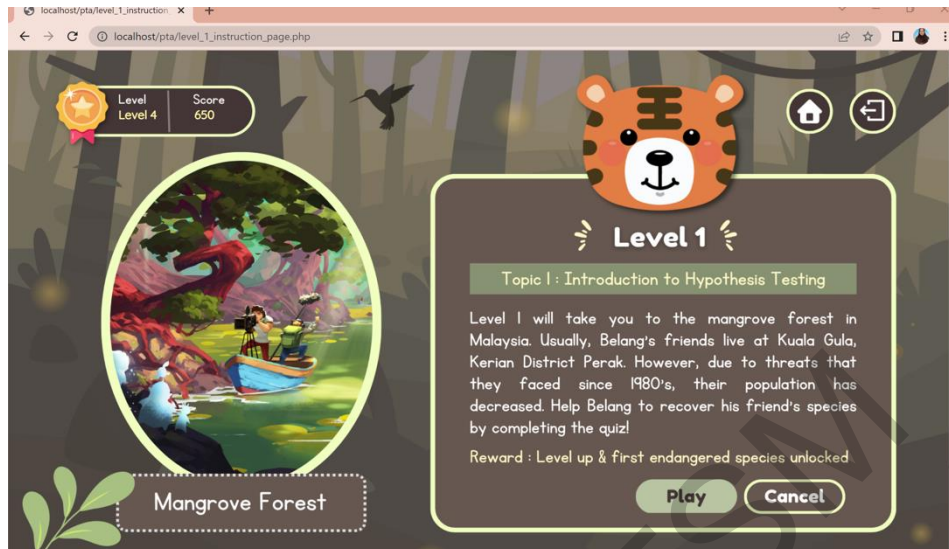 localhost/pta/level_1_instruction
localhost/pta/level_1_instruction_page.php
Level
Level 4
Score
650
Level 1
Topic 1 : Introduction to Hypothesis Testing
Level 1 will take you to the mangrove forest in
Malaysia. Usually, Belang's friends live at Kuala Gula,
Kerian District Perak. However, due to threats that
they faced since 1980's, their population has
decreased. Help Belang to recover his friend's species
by completing the quiz!
Reward : Level up & first endangered species unlocked
Play
Cancel
Mangrove Forest